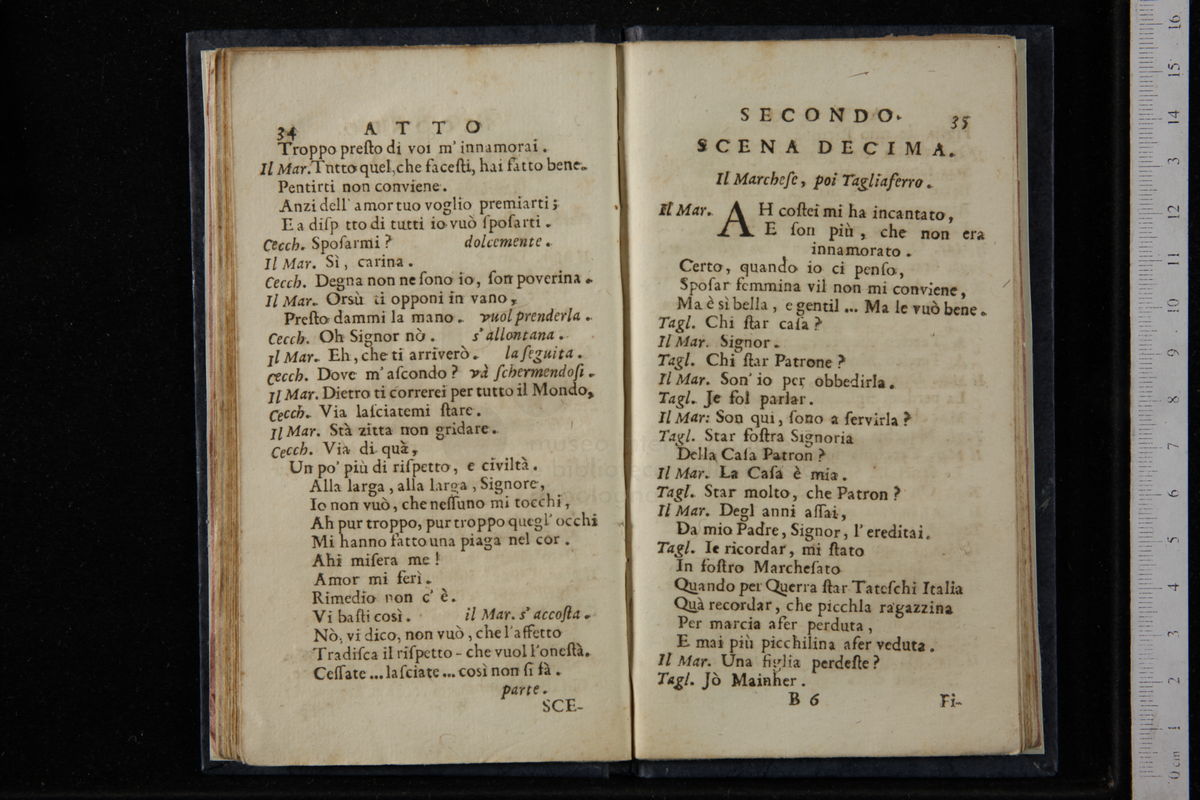 34 ATTO
Troppo preſto di voi m' innamorai.
Il Mar. Tntto quel, che faceſti, hai fatto bene.
Pentirti non conviene.
Anzi dell' amor tuo voglio premiarti;
E a diſp tto di tutti io vuò ſpoſarti.
Cecch. Spoſarmi? dolcemente.
Il Mar. Sì, carina.
Cecch. Degna non ne ſono io, ſon poverina.
Il Mar. Orsù ti opponi in vano,
Preſto dammi la mano. vuol prenderla.
Cecch. Oh Signor nò. s' allontana.
Il Mar. Eh, che ti arriverò. la ſeguita.
Cecch. Dove m' aſcondo? và ſchermendoſi.
Il Mar. Dietro ti correrei per tutto il Mondo,
Cecch. Via laſciatemi ſtare.
Il Mar. Stà zitta non gridare.
Cecch. Via di quà,
Un po' più di riſpetto, e civiltà.
Alla larga, alla larga, Signore,
Io non vuò, che neſſuno mi tocchi,
Ah pur troppo, pur troppo quegl' occhi
Mi hanno fatto una piaga nel cor.
Ahi miſera me!
Amor mi ferì.
Rimedio non c' è.
Vi baſti così. il Mar. s' accoſta.
Nò, vi dico, non vuò, che l'affetto
Tradiſca il riſpetto - che vuol l'oneſtà.
Ceſſate ... laſciate ... così non ſi fà.
parte.
SCE-
SECONDO. 35
SCENA DECIMA.
Il Marcheſe, poi Tagliaferro.
Il Mar. AH coſtei mi ha incantato,
E ſon più, che non era
innamorato.
Certo, quando io ci penſo,
Spoſar femmina vil non mi conviene,
Ma è sì bella, e gentil ... Ma le vuò bene.
Tagl. Chi ſtar caſa?
Il Mar. Signor.
Tagl. Chi ſtar Patrone?
Il Mar. Son' io per obbedirla.
Tagl. Je fol parlar.
Il Mar: Son qui, ſono a ſervirla?
Tagl. Star foſtra Signoria
Della Caſa Patron?
Il Mar. La Caſa è mia.
Tagl. Star molto, che Patron?
Il Mar. Degl anni aſſai,
Da mio Padre, Signor, l' ereditai.
Tagl. Ie ricordar, mi ſtato
In foſtro Marcheſato
Quando per Querra ſtar Tateſchi Italia
Quà recordar, che picchla ragazzina
Per marcia afer perduta,
E mai più picchilina afer veduta.
Il Mar. Una figlia perdeſte?
Tagl. Jò Mainher.
B 6 Fi-